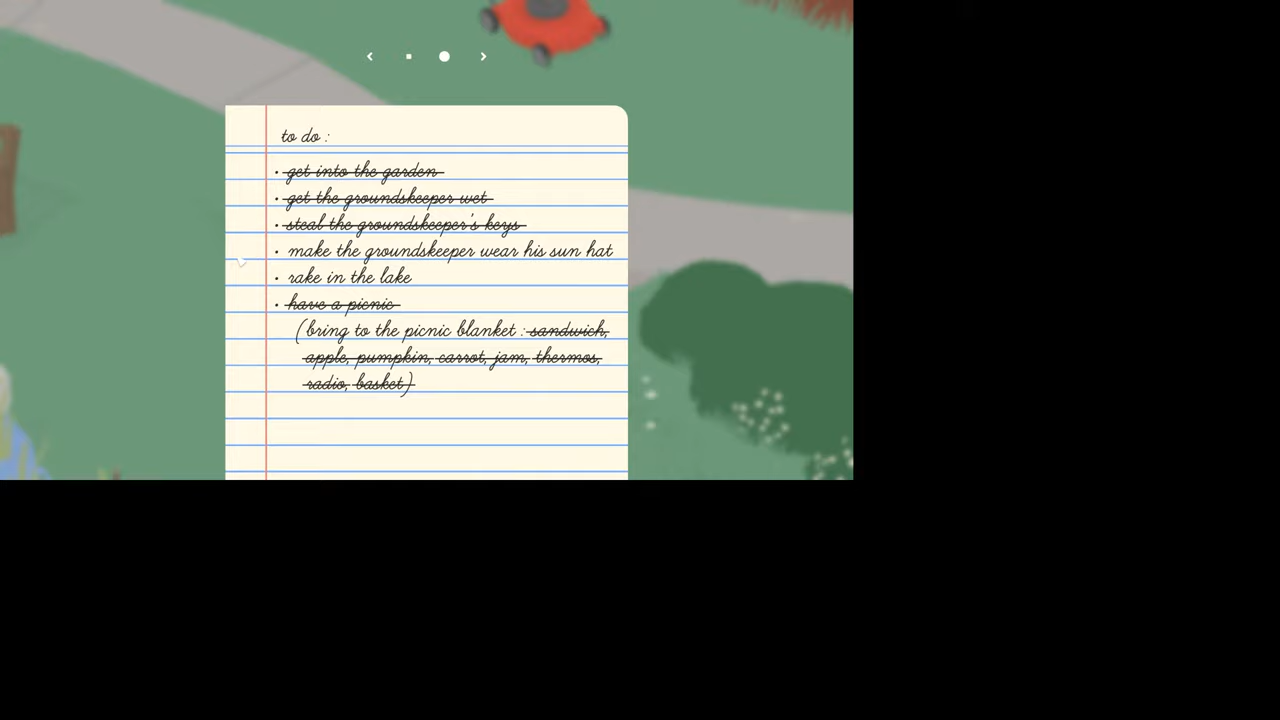 to do :
• get into the garden
• get the groundskeeper wet
• steal the groundskeeper's keys
• make the groundskeeper wear his sun hat
• rake in the lake
• have a picnic
(bring to the picnic blanket : sandwich,
apple, pumpkin, carrot, jam, thermos,
radio, basket)